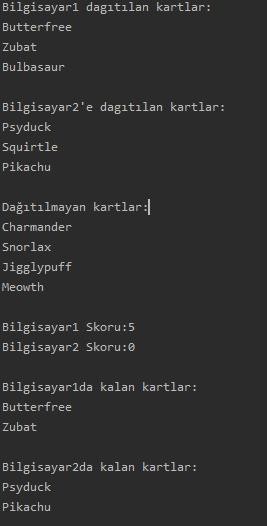 Bilgisayar1 dagıtılan kartlar:
Butterfree
Zubat
Bulbasaur
Bilgisayar2'e dagıtılan kartlar:
Psyduck
Squirtle
Pikachu
Dağıtılmayan kartlar:
Charmander
Snorlax
Jigglypuff
Meowth
Bilgisayar1 Skoru:5
Bilgisayar2 Skoru:0
Bilgisayar1da kalan kartlar:
Butterfree
Zubat
Bilgisayar2da kalan kartlar:
Psyduck
Pikachu